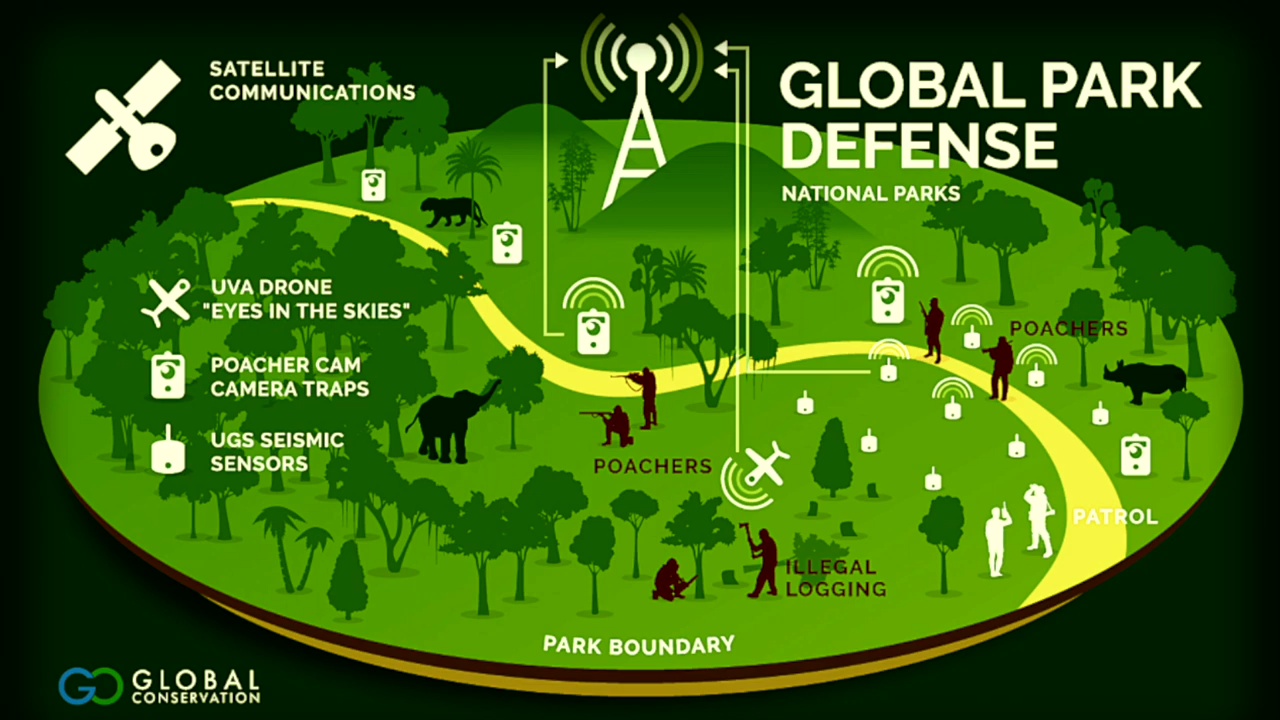 SATELLITE
COMMUNICATIONS
GLOBAL PARK
DEFENSE
NATIONAL PARKS
UVA DRONE
"EYES IN THE SKIES"
POACHERS
POACHER CAM
CAMERA TRAPS
UGS SEISMIC
SENSORS
POACHERS
PATROL
ILLEGAL
LOGGING
PARK BOUNDARY
GO GLOBAL
CONSERVATION